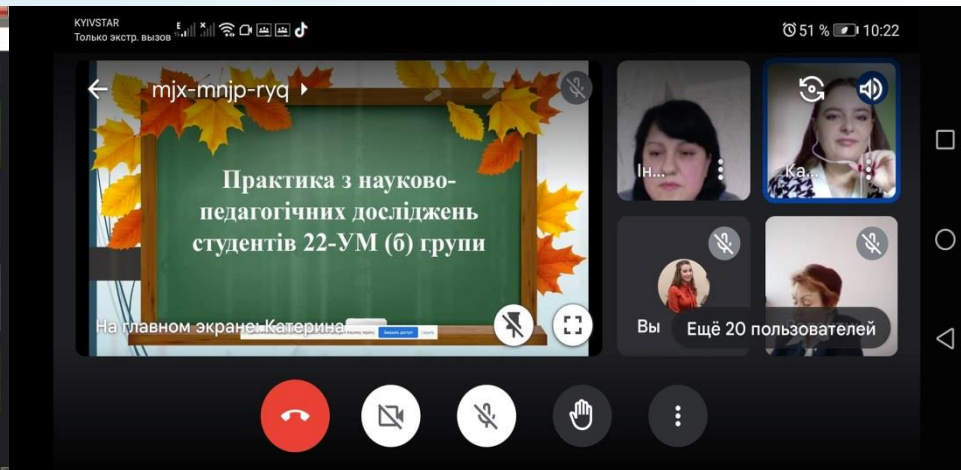 KYIVSTAR
Только экстр. вызов
51 % 10:22
mjx-mnjp-ryq
Практика з науково-
педагогічних досліджень
студентів 22-УМ (б) групи
На главном экране: Катерина
Ін...
Ка...
Вы
Ещё 20 пользователей